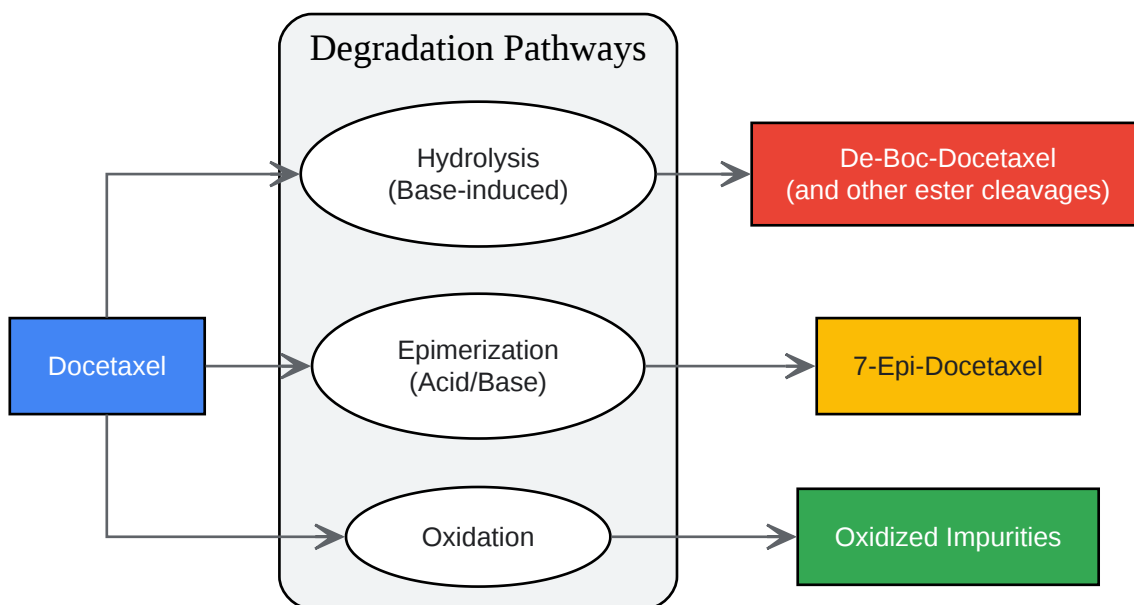 Degradation Pathways
Hydrolysis
(Base-induced)
De-Boc-Docetaxel
(and other ester cleavages)
Docetaxel
Epimerization
(Acid/Base)
7-Epi-Docetaxel
Oxidation
Oxidized Impurities